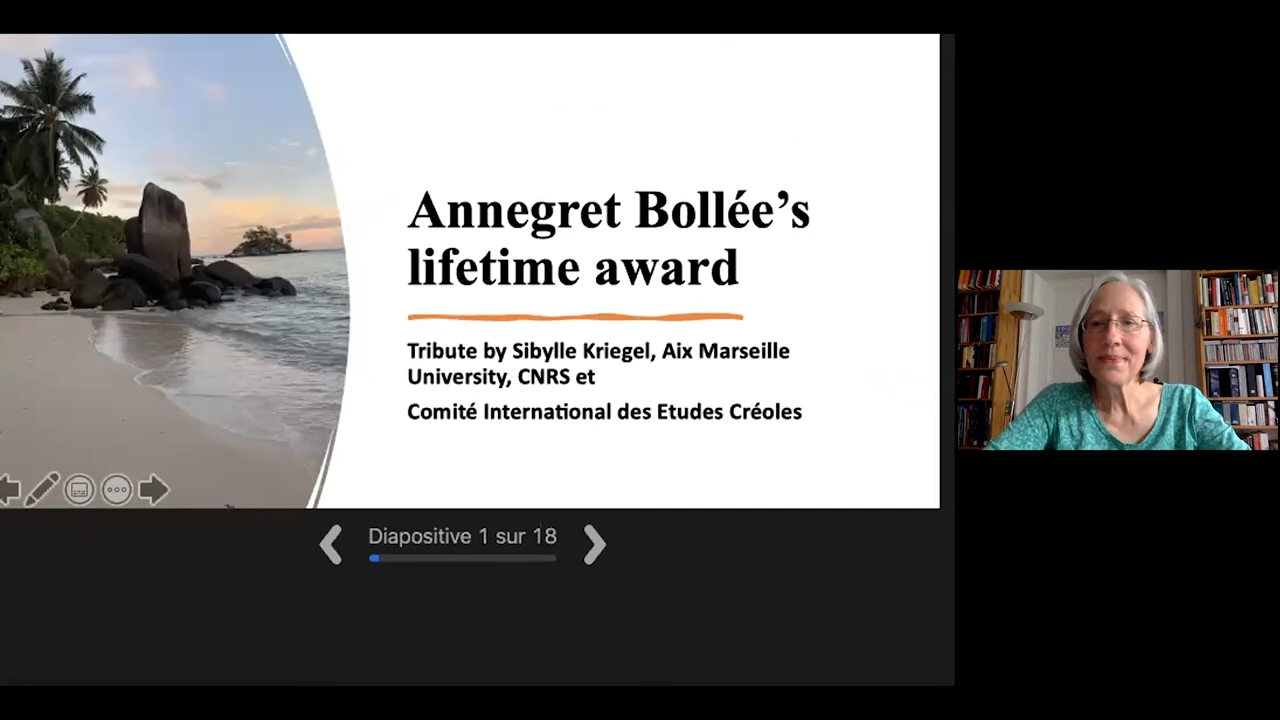 Annegret Bollée’s
lifetime award
Tribute by Sibylle Kriegel, Aix Marseille
University, CNRS et
Comité International des Etudes Créoles
Diapositive 1 sur 18